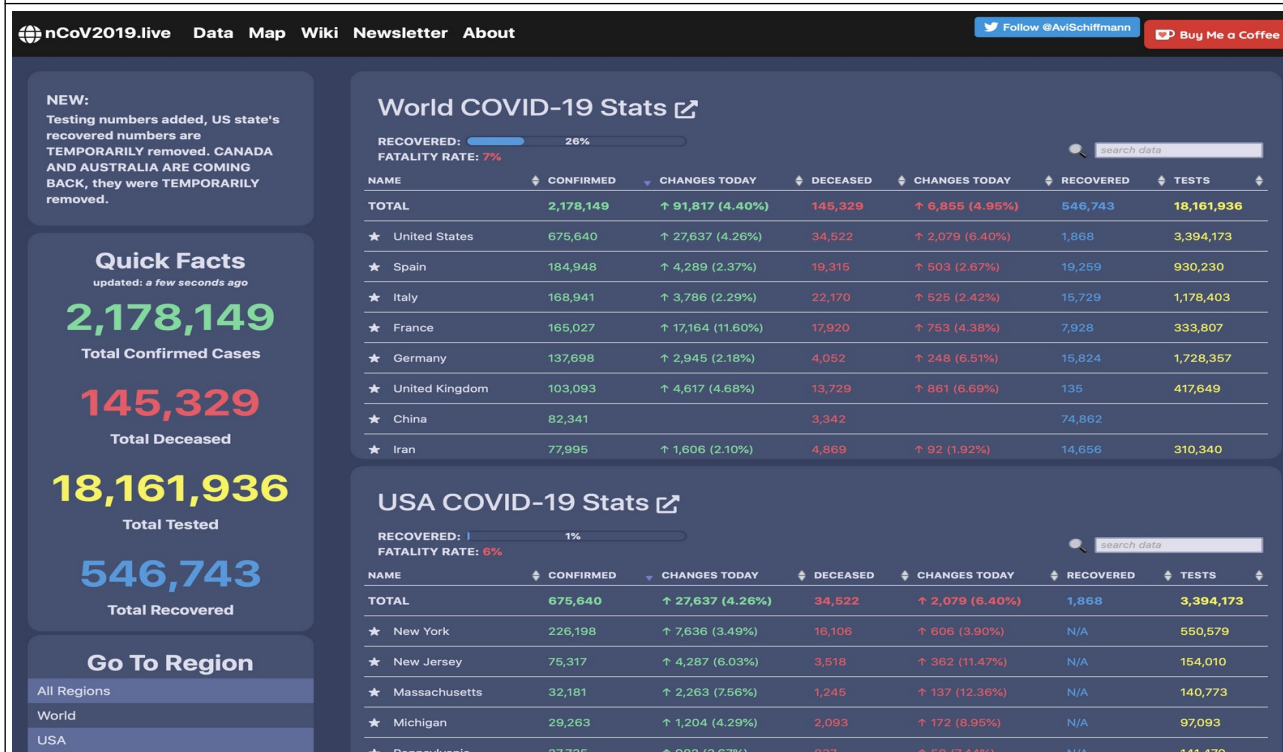 nCoV2019.live Data Map Wiki Newsletter About
Follow @AviSchiffmann
Buy Me a Coffee
NEW:
Testing numbers added, US state's
recovered numbers are
TEMPORARILY removed. CANADA
AND AUSTRALIA ARE COMING
BACK, they were TEMPORARILY
removed.
Quick Facts
updated: a few seconds ago
2,178,149
Total Confirmed Cases
145,329
Total Deceased
18,161,936
Total Tested
546,743
Total Recovered
Go To Region
All Regions
World
USA
World COVID-19 Stats
RECOVERED: 26%
FATALITY RATE: 7%
search data
NAME CONFIRMED CHANGES TODAY DECEASED CHANGES TODAY RECOVERED TESTS
TOTAL 2,178,149 ↑ 91,817 (4.40%) 145,329 ↑ 6,855 (4.95%) 546,743 18,161,936
★ United States 675,640 ↑ 27,637 (4.26%) 34,522 ↑ 2,079 (6.40%) 1,868 3,394,173
★ Spain 184,948 ↑ 4,289 (2.37%) 19,315 ↑ 503 (2.67%) 19,259 930,230
★ Italy 168,941 ↑ 3,786 (2.29%) 22,170 ↑ 525 (2.42%) 15,729 1,178,403
★ France 165,027 ↑ 17,164 (11.60%) 17,920 ↑ 753 (4.38%) 7,928 333,807
★ Germany 137,698 ↑ 2,945 (2.18%) 4,052 ↑ 248 (6.51%) 15,824 1,728,357
★ United Kingdom 103,093 ↑ 4,617 (4.68%) 13,729 ↑ 861 (6.69%) 135 417,649
★ China 82,341 3,342 74,862
★ Iran 77,995 ↑ 1,606 (2.10%) 4,869 ↑ 92 (1.92%) 14,656 310,340
USA COVID-19 Stats
RECOVERED: 1%
FATALITY RATE: 6%
search data
NAME CONFIRMED CHANGES TODAY DECEASED CHANGES TODAY RECOVERED TESTS
TOTAL 675,640 ↑ 27,637 (4.26%) 34,522 ↑ 2,079 (6.40%) 1,868 3,394,173
★ New York 226,198 ↑ 7,636 (3.49%) 16,106 ↑ 606 (3.90%) N/A 550,579
★ New Jersey 75,317 ↑ 4,287 (6.03%) 3,518 ↑ 362 (11.47%) N/A 154,010
★ Massachusetts 32,181 ↑ 2,263 (7.56%) 1,245 ↑ 137 (12.36%) N/A 140,773
★ Michigan 29,263 ↑ 1,204 (4.29%) 2,093 ↑ 172 (8.95%) N/A 97,093